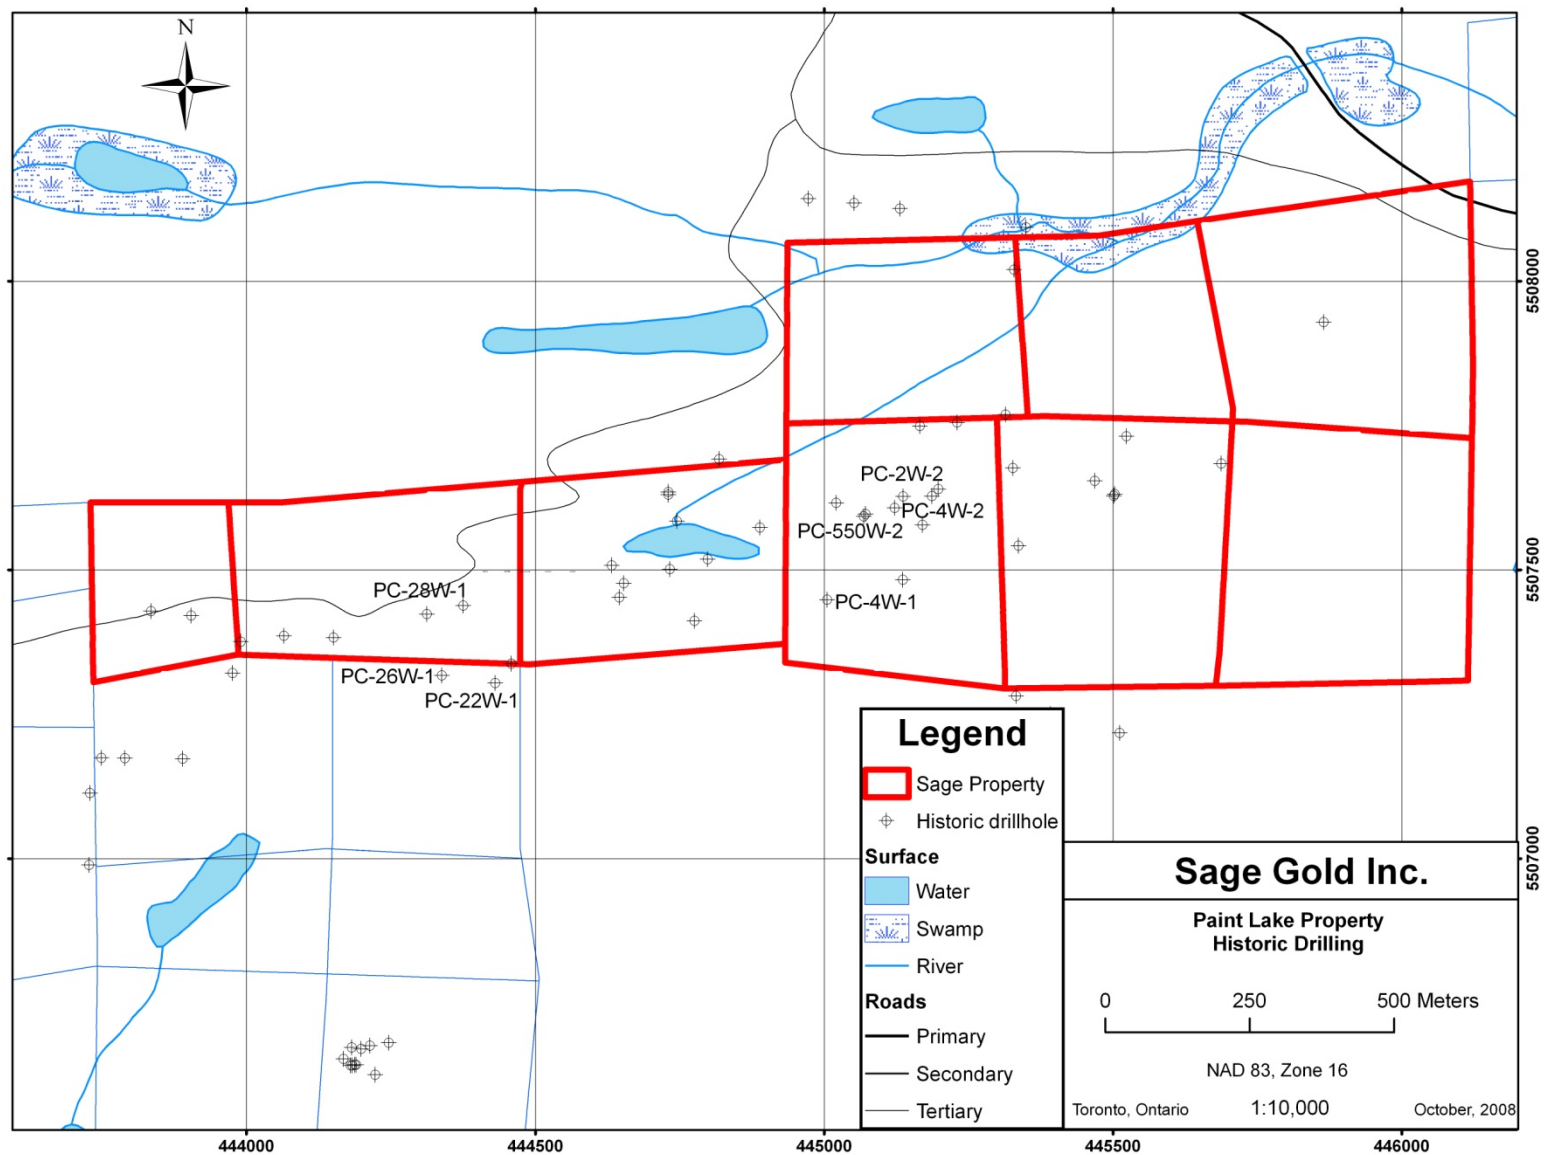 N
5508000
PC-2W-2
PC-4W-2
PC-550W-2
5507500
PC-28W-1
PC-4W-1
PC-26W-1
PC-22W-1
Legend
Sage Property
Historic drillhole
Surface
Water
Swamp
River
Roads
Primary
Secondary
Tertiary
5507000
Sage Gold Inc.
Paint Lake Property
Historic Drilling
0 250 500 Meters
NAD 83, Zone 16
Toronto, Ontario 1:10,000 October, 2008
444000 444500 445000 445500 446000